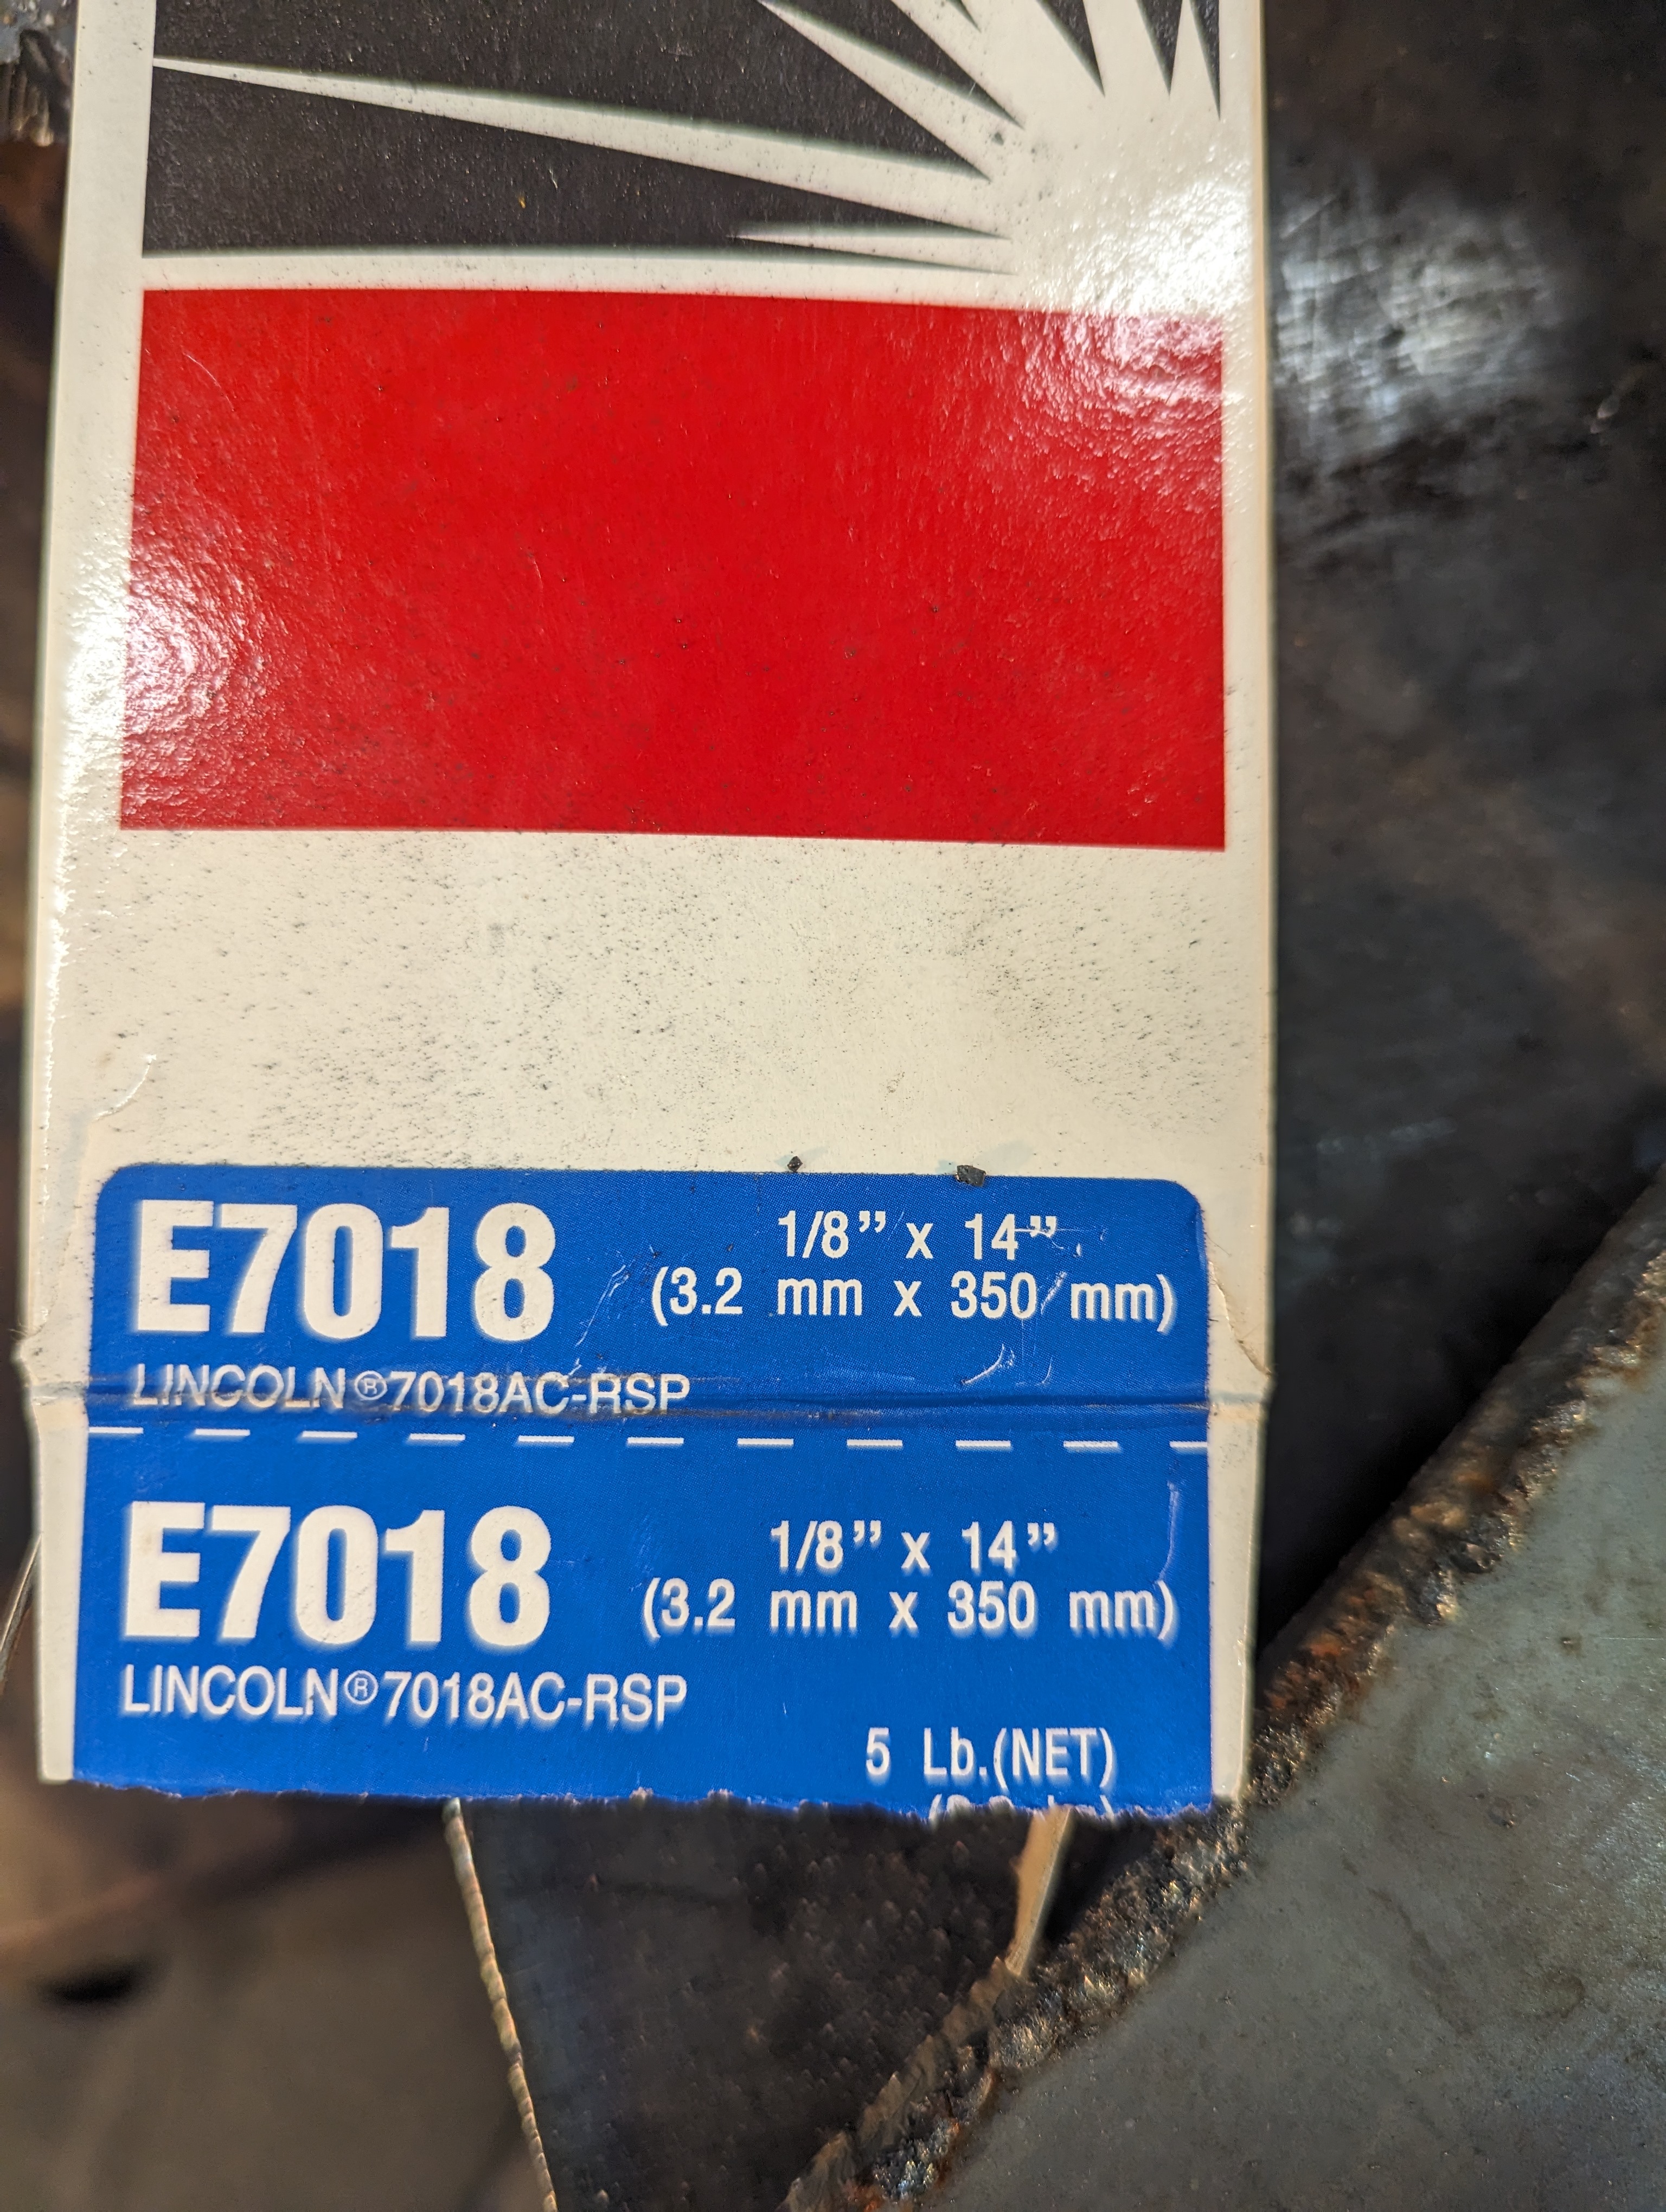 E7018
1/8” x 14”
(3.2 mm x 350 mm)
LINCOLN®7018AC-RSP
E7018
1/8” x 14”
(3.2 mm x 350 mm)
LINCOLN®7018AC-RSP
5 Lb.(NET)